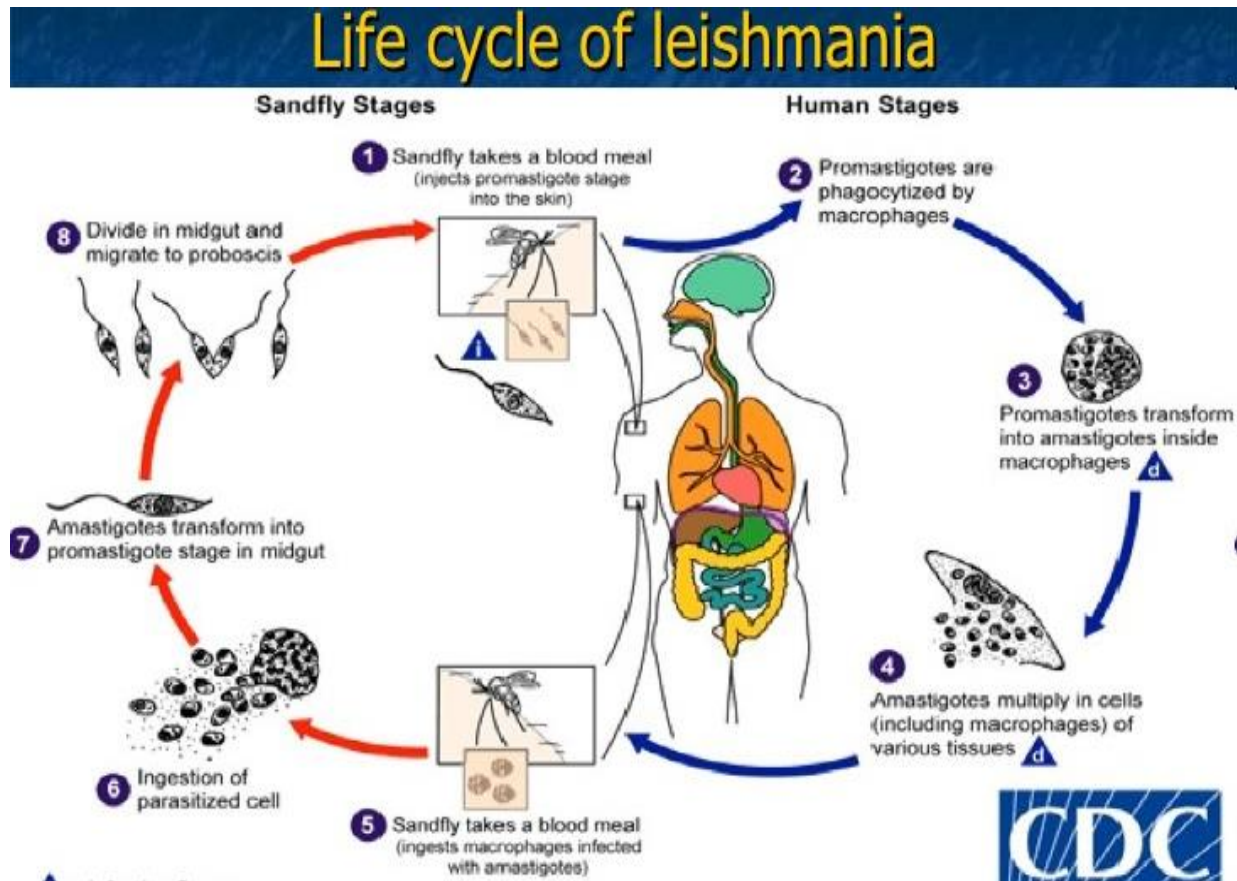 Life cycle of leishmania
Sandfly Stages
Human Stages
1 Sandfly takes a blood meal
(injects promastigote stage
into the skin)
i
2 Promastigotes are
phagocytized by
macrophages
3
Promastigotes transform
into amastigotes inside
macrophages d
4
Amastigotes multiply in cells
(including macrophages) of
various tissues d
5 Sandfly takes a blood meal
(ingests macrophages infected
with amastigotes)
6 Ingestion of
parasitized cell
7 Amastigotes transform into
promastigote stage in midgut
8 Divide in midgut and
migrate to proboscis
CDC